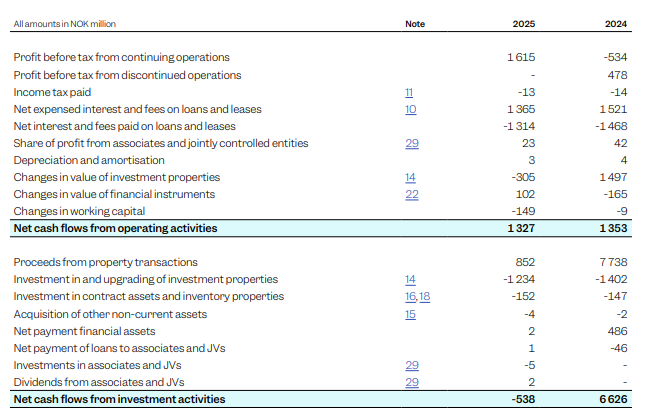 All amounts in NOK million Note 2025 2024
Profit before tax from continuing operations 1 615 -534
Profit before tax from discontinued operations - 478
Income tax paid 11 -13 -14
Net expensed interest and fees on loans and leases 10 1 365 1 521
Net interest and fees paid on loans and leases -1 314 -1 468
Share of profit from associates and jointly controlled entities 29 23 42
Depreciation and amortisation 3 4
Changes in value of investment properties 14 -305 1 497
Changes in value of financial instruments 22 102 -165
Changes in working capital -149 -9
Net cash flows from operating activities 1 327 1 353
Proceeds from property transactions 852 7 738
Investment in and upgrading of investment properties 14 -1 234 -1 402
Investment in contract assets and inventory properties 16,18 -152 -147
Acquisition of other non-current assets 15 -4 -2
Net payment financial assets 2 486
Net payment of loans to associates and JVs 1 -46
Investments in associates and JVs 29 -5 -
Dividends from associates and JVs 29 2 -
Net cash flows from investment activities -538 6 626